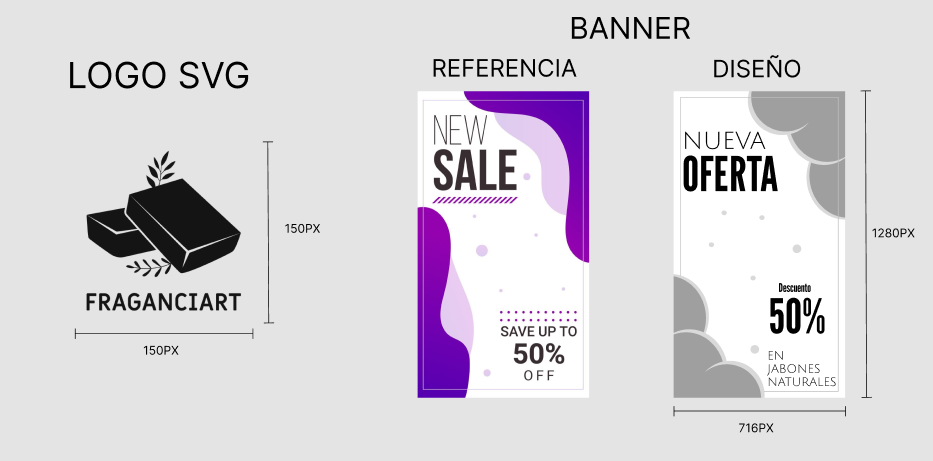 LOGO SVG
FRAGANCIART
150PX
150PX
BANNER
REFERENCIA
NEW
SALE
SAVE UP TO
50%
OFF
DISEÑO
NUEVA
OFERTA
Descuento
50%
EN
JABONES
NATURALES
1280PX
716PX